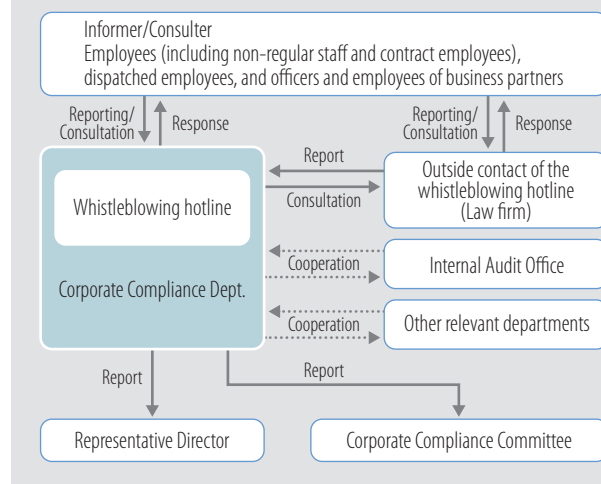 Informer/Consulter
Employees (including non-regular staff and contract employees),
dispatched employees, and officers and employees of business partners
Reporting/
Consultation
Response
Reporting/
Consultation
Response
Whistleblowing hotline
Corporate Compliance Dept.
Report
Consultation
Outside contact of the
whistleblowing hotline
(Law firm)
Cooperation
Internal Audit Office
Cooperation
Other relevant departments
Report
Report
Representative Director
Corporate Compliance Committee